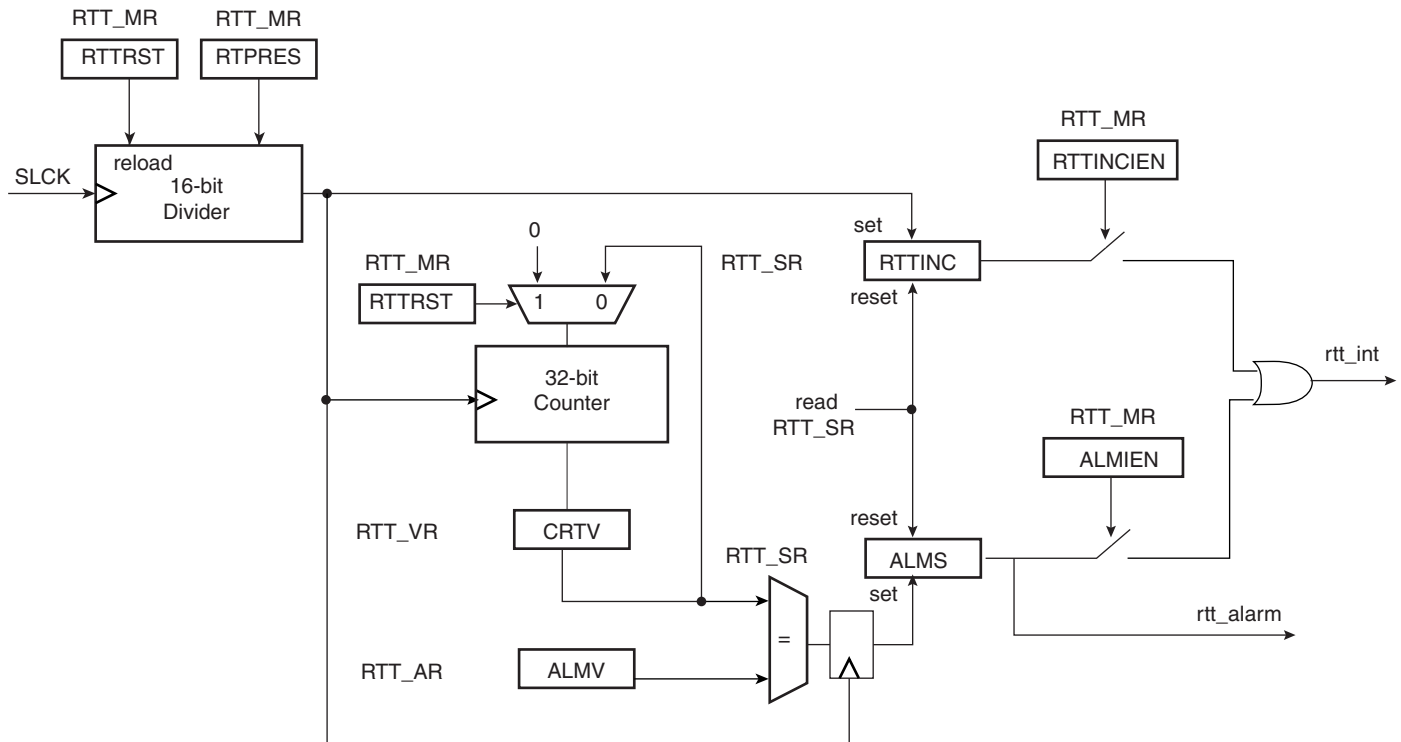 RTT_MR
RTTRST
RTT_MR
RTPRES
reload
16-bit
Divider
SLCK
RTT_MR
RTTINCIEN
set
RTTINC
reset
0
RTT_MR
RTTRST
1 0
RTT_SR
32-bit
Counter
read
RTT_SR
rtt_int
RTT_MR
ALMIEN
reset
ALMS
set
RTT_VR
CRTV
RTT_SR
=
rtt_alarm
RTT_AR
ALMV